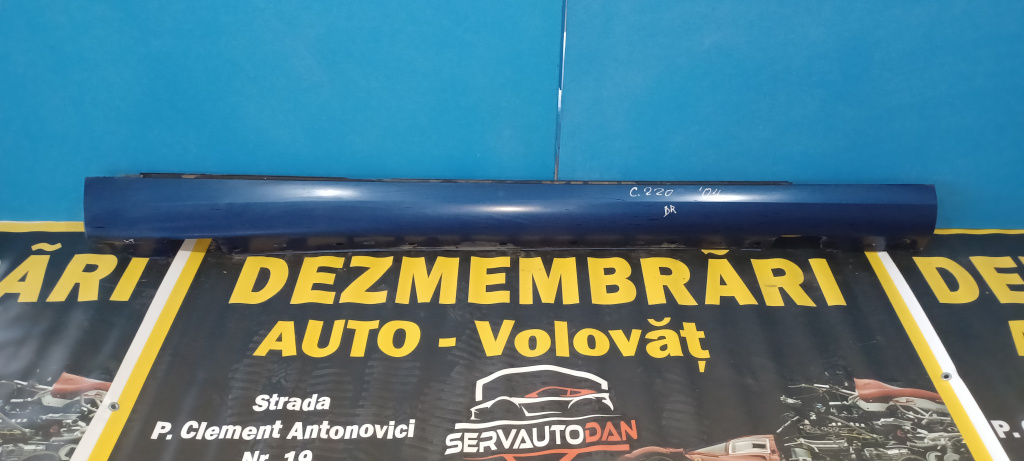 C.220 '04
DR
DEZMEMBRĂRI
AUTO - Volovăț
Strada
P. Clement Antonovici
Nr. 19
SERVAUTODAN
ĂRI
DE
P.